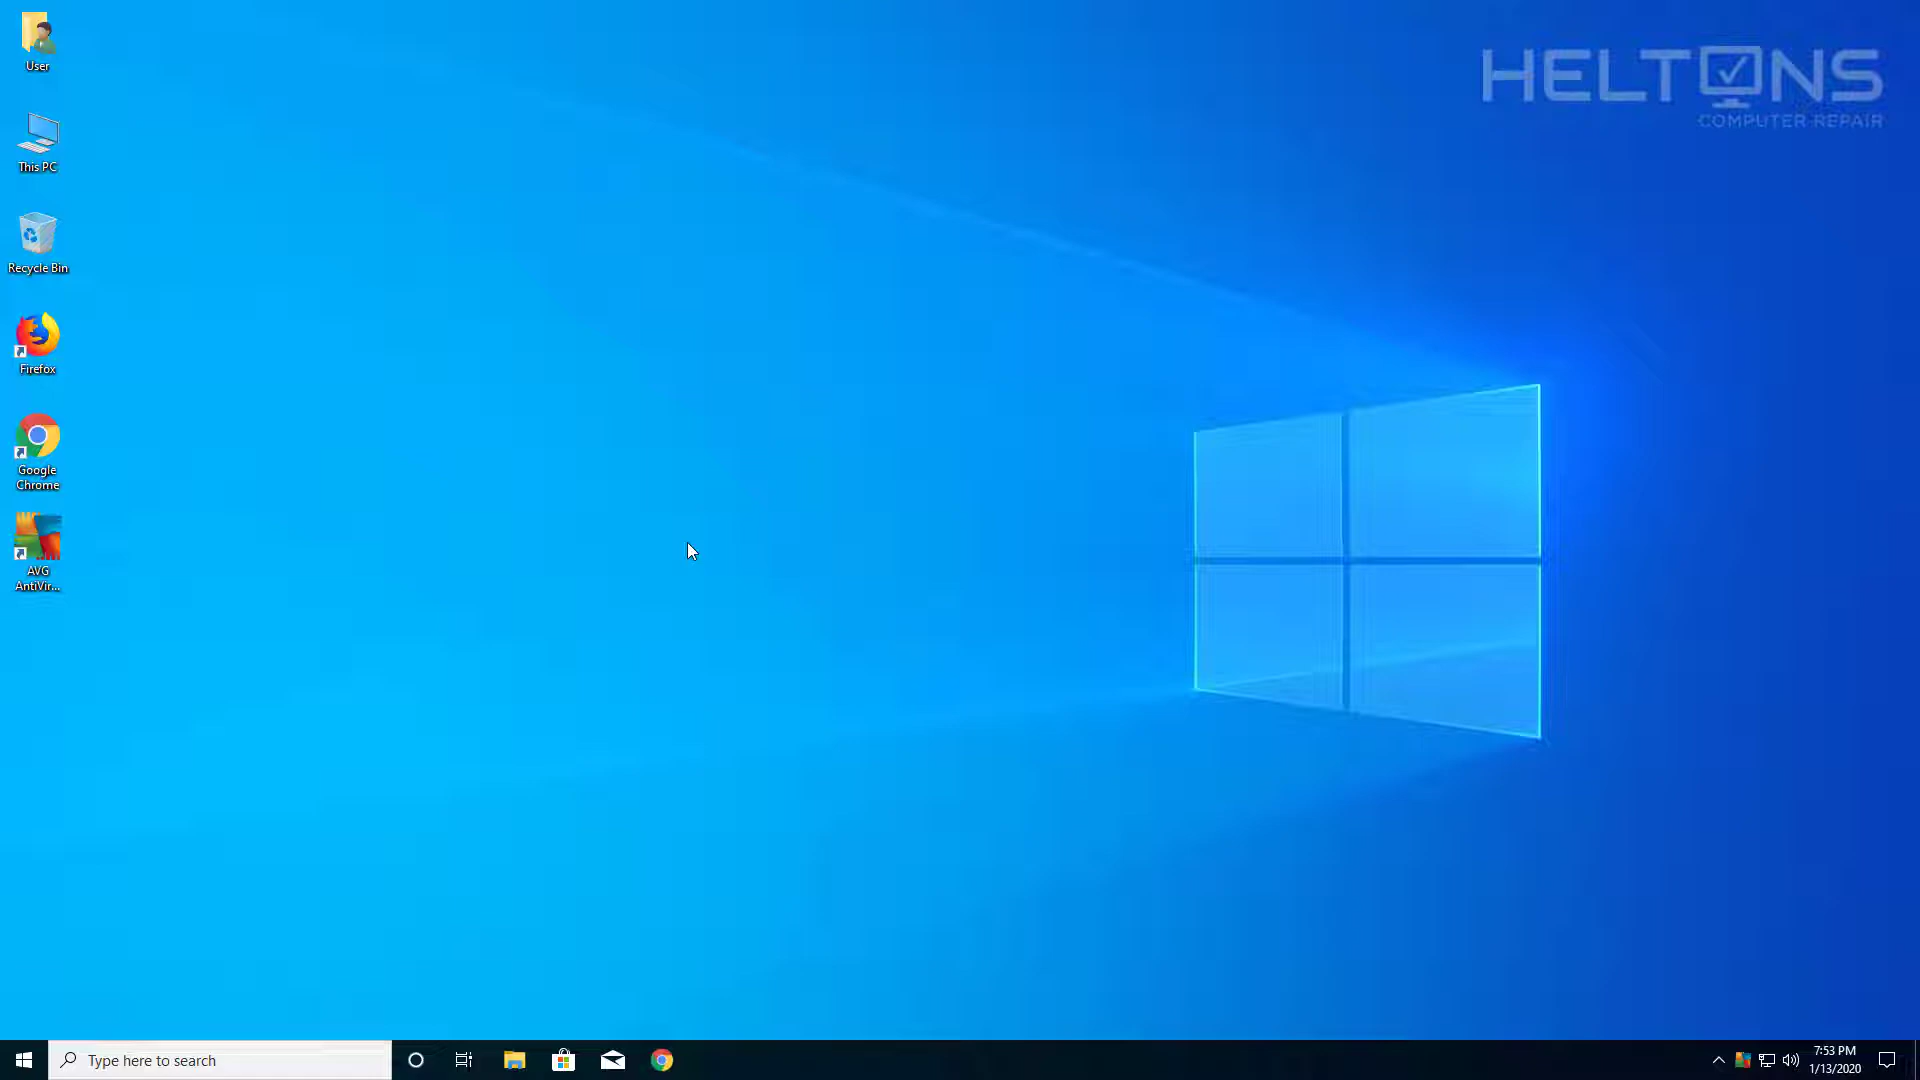 User
This PC
Recycle Bin
Firefox
Google
Chrome
AVG
AntiVir...
HELTONS
COMPUTER REPAIR
Type here to search
7:53 PM
1/13/2020